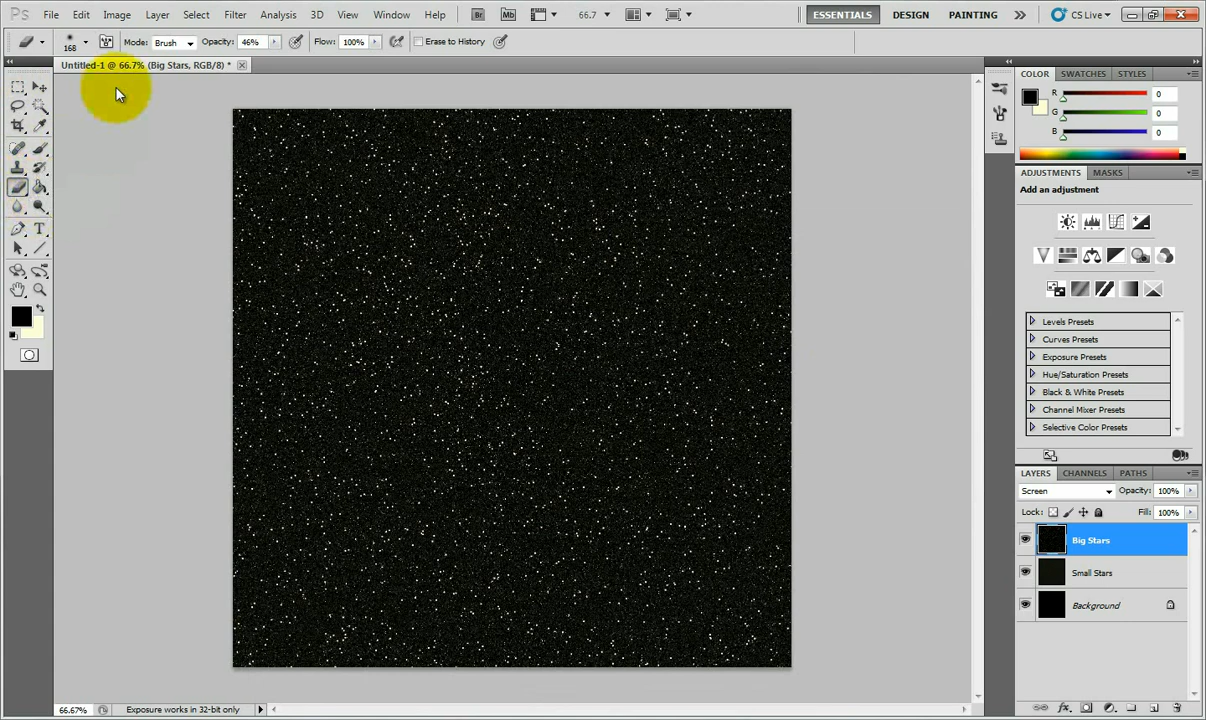 Ps File Edit Image Layer Select Filter Analysis 3D View Window Help Br Mb 66.7 ESSENTIALS DESIGN PAINTING CS Live
168 Mode: Brush Opacity: 46% Flow: 100% Erase to History
Untitled-1 @ 66.7% (Big Stars, RGB/8) *
COLOR SWATCHES STYLES
R 0
G 0
B 0
ADJUSTMENTS MASKS
Add an adjustment
Levels Presets
Curves Presets
Exposure Presets
Hue/Saturation Presets
Black & White Presets
Channel Mixer Presets
Selective Color Presets
LAYERS CHANNELS PATHS
Screen Opacity: 100%
Lock: Fill: 100%
Big Stars
Small Stars
Background
66.67% Exposure works in 32-bit only